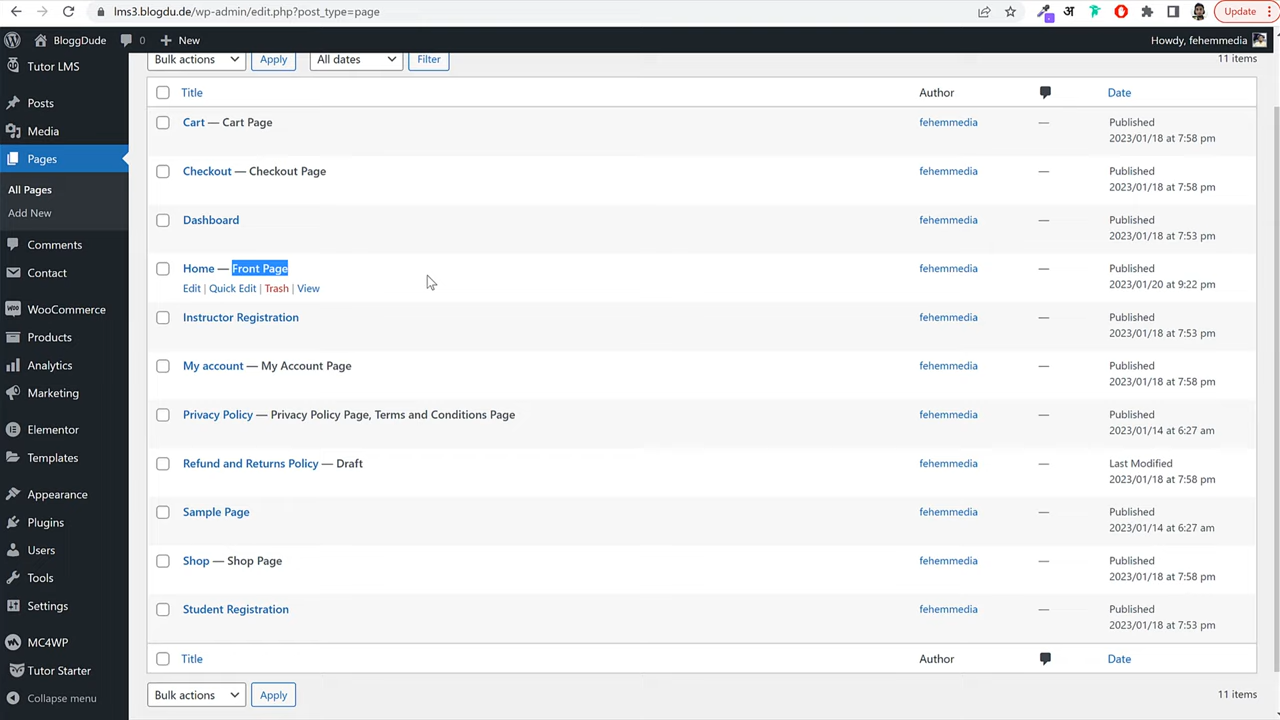 lms3.blogdu.de/wp-admin/edit.php?post_type=page
अ
Update
BloggDude
0
New
Howdy, fehemmedia
Tutor LMS
Posts
Media
Pages
All Pages
Add New
Comments
Contact
WooCommerce
Products
Analytics
Marketing
Elementor
Templates
Appearance
Plugins
Users
Tools
Settings
MC4WP
Tutor Starter
Collapse menu
Bulk actions Apply All dates Filter 11 items
Title Author Date
Cart — Cart Page fehemmedia — Published
2023/01/18 at 7:58 pm
Checkout — Checkout Page fehemmedia — Published
2023/01/18 at 7:58 pm
Dashboard fehemmedia — Published
2023/01/18 at 7:53 pm
Home — Front Page fehemmedia — Published
Edit | Quick Edit | Trash | View 2023/01/20 at 9:22 pm
Instructor Registration fehemmedia — Published
2023/01/18 at 7:53 pm
My account — My Account Page fehemmedia — Published
2023/01/18 at 7:58 pm
Privacy Policy — Privacy Policy Page, Terms and Conditions Page fehemmedia — Published
2023/01/14 at 6:27 am
Refund and Returns Policy — Draft fehemmedia — Last Modified
2023/01/18 at 7:58 pm
Sample Page fehemmedia — Published
2023/01/14 at 6:27 am
Shop — Shop Page fehemmedia — Published
2023/01/18 at 7:58 pm
Student Registration fehemmedia — Published
2023/01/18 at 7:53 pm
Title Author Date
Bulk actions Apply 11 items